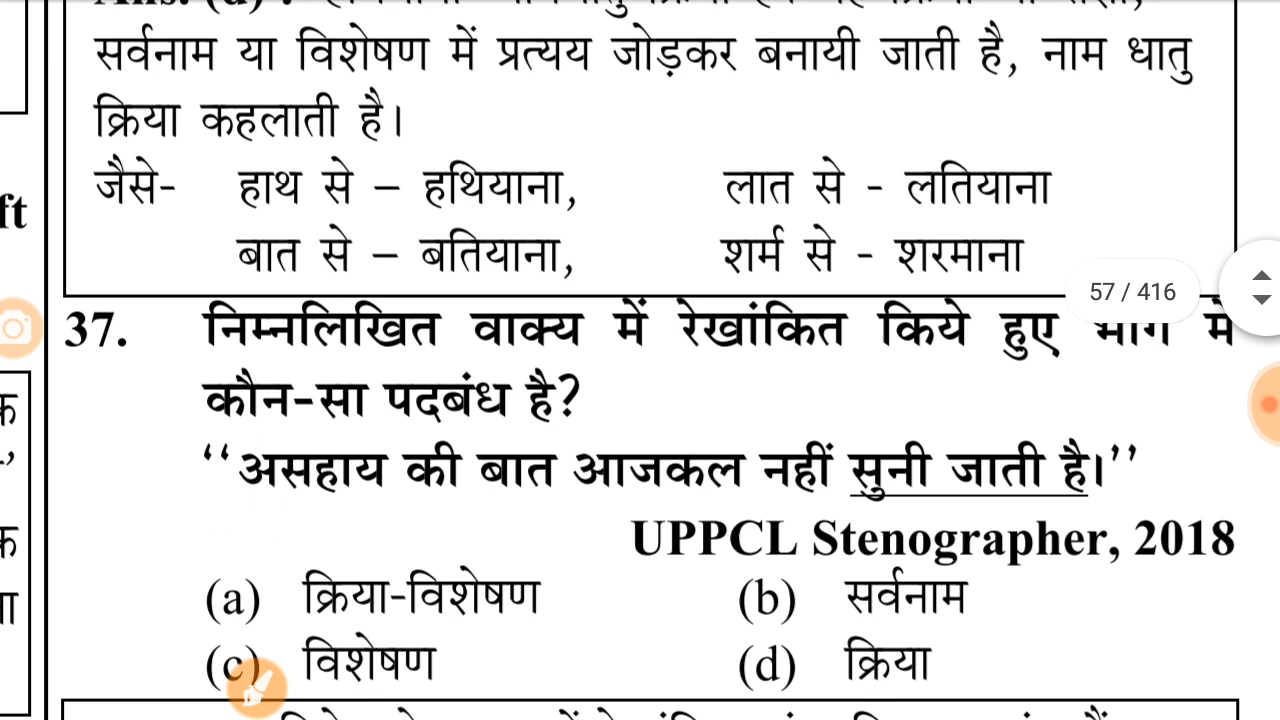 सर्वनाम या विशेषण में प्रत्यय जोड़कर बनायी जाती है, नाम धातु
क्रिया कहलाती है।
जैसे- हाथ से – हथियाना, लात से - लतियाना
बात से – बतियाना, शर्म से - शरमाना
ft
57 / 416
37. निम्नलिखित वाक्य में रेखांकित किये हुए भाग में
कौन-सा पदबंध है?
‘‘असहाय की बात आजकल नहीं सुनी जाती है।’’
UPPCL Stenographer, 2018
(a) क्रिया-विशेषण (b) सर्वनाम
(c) विशेषण (d) क्रिया